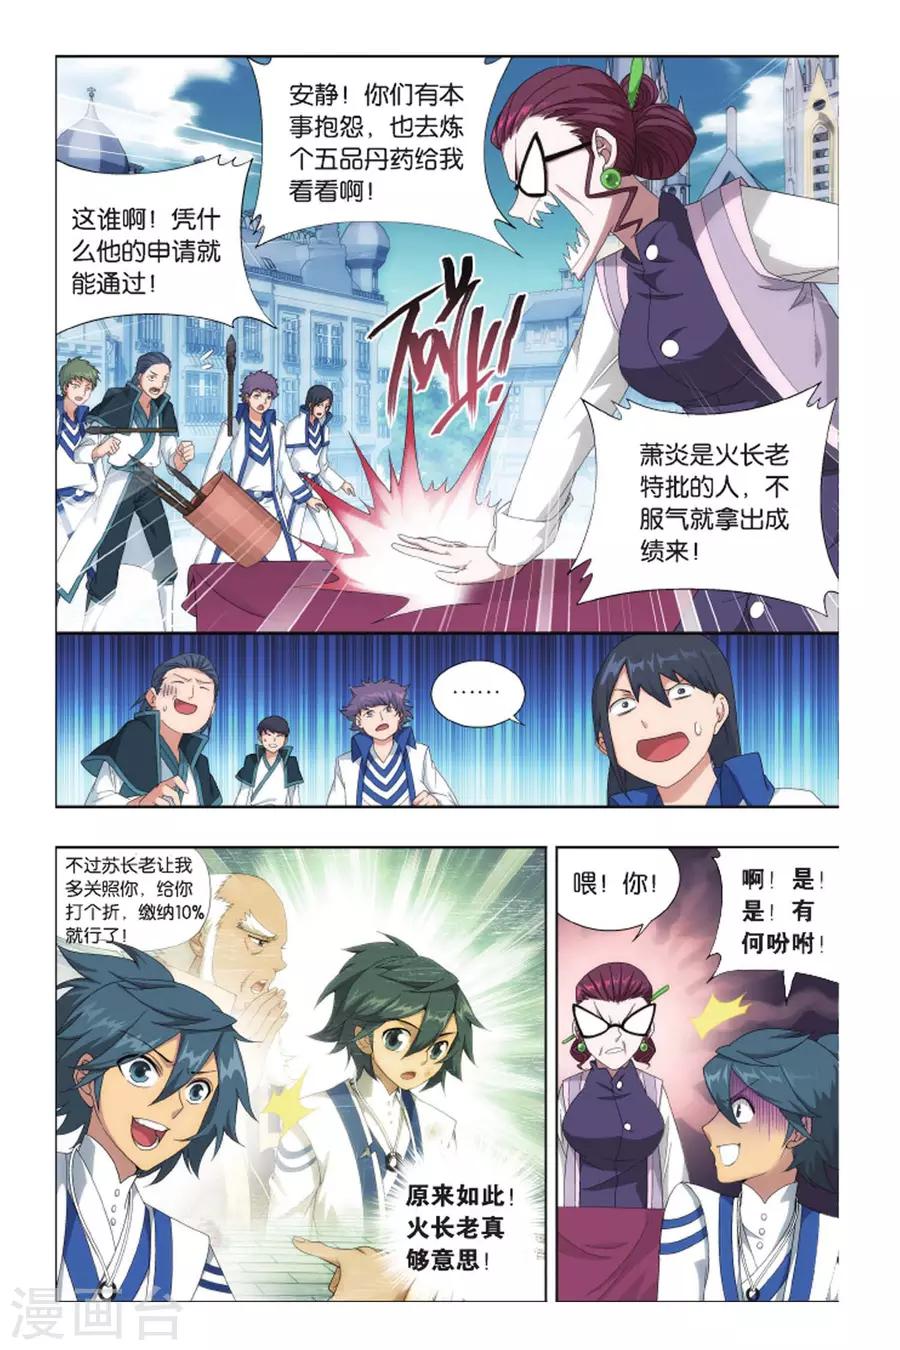 这谁啊！凭什
么他的申请就
能通过！
安静！你们有本
事抱怨，也去炼
个五品丹药给我
看看啊！
萧炎是火长老
特批的人，不
服气就拿出成
绩来！
……
不过苏长老让我
多关照你，给你
打个折，缴纳10%
就行了！
原来如此！
火长老真
够意思！
喂！你！
啊！是！
是！有
何吩咐！
漫画台